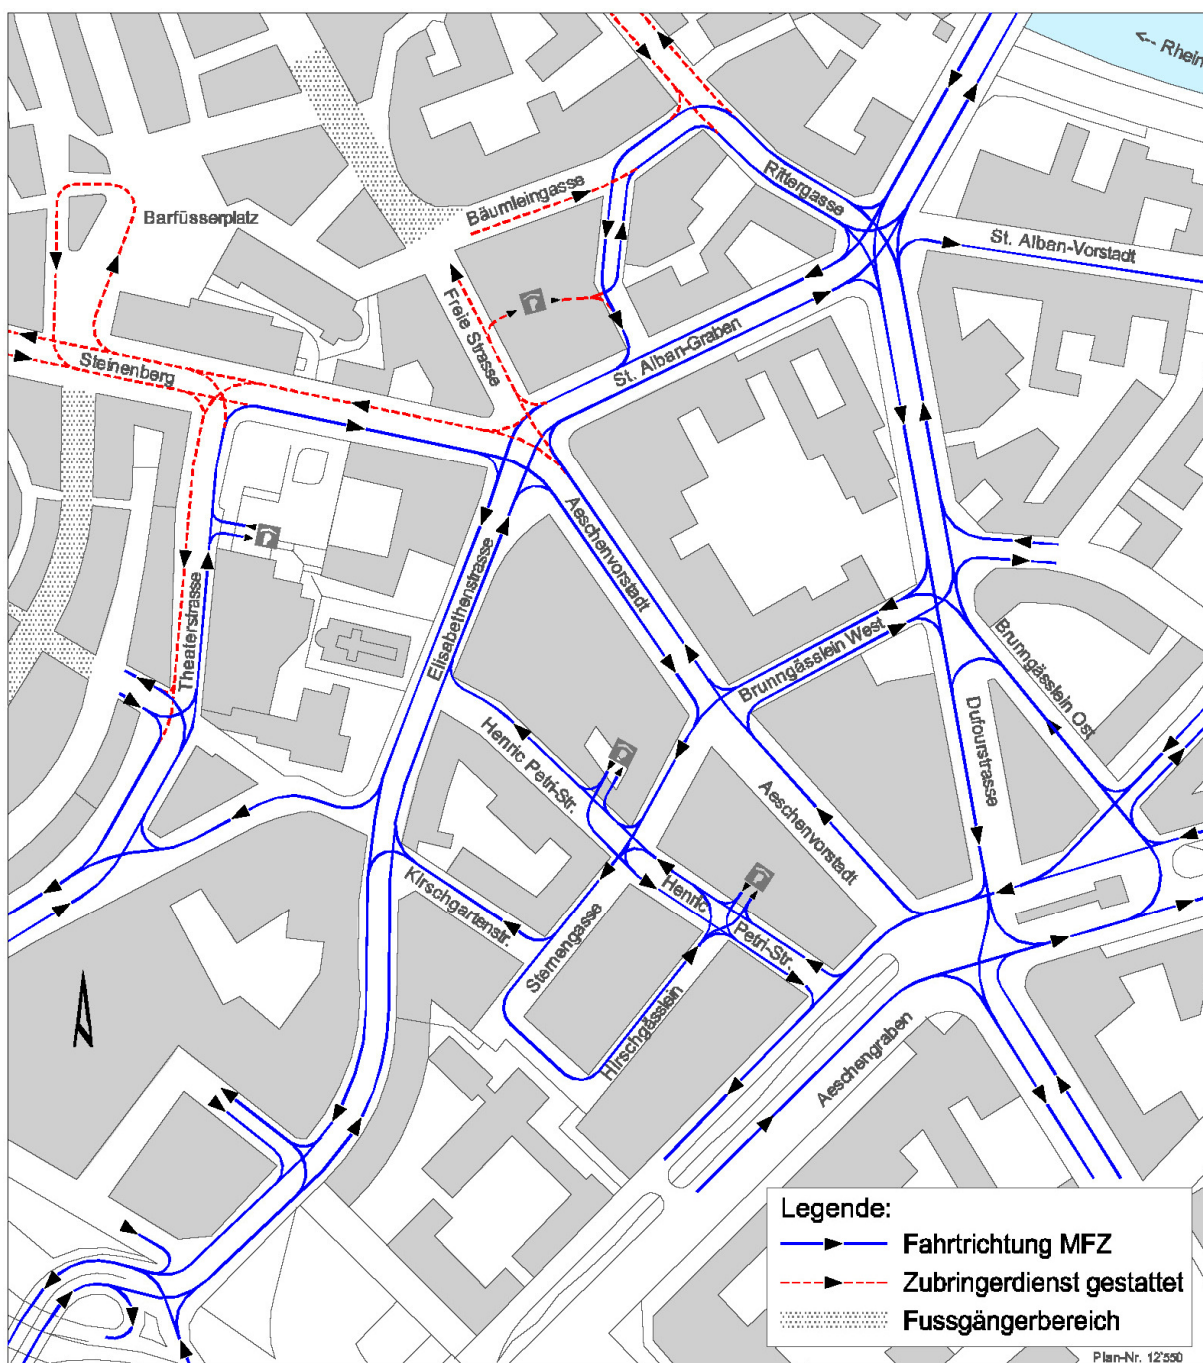 <-- Rhein
Rittergasse
Bäumleingasse
Barfüsserplatz
St. Alban-Vorstadt
Freie Strasse
St. Alban-Graben
Steinenberg
Aeschenvorstadt
Elisabethenstrasse
Theaterstrasse
Brunngässlein West
Brunngässlein Ost
Dufourstrasse
Henric Petri-Str.
Aeschenvorstadt
Kirschgartenstr.
Henric
Petri-Str.
Sternengasse
Hirschgässlein
Aeschengraben
Legende:
Fahrtrichtung MFZ
Zubringerdienst gestattet
Fussgängerbereich
Plan-Nr. 12'550